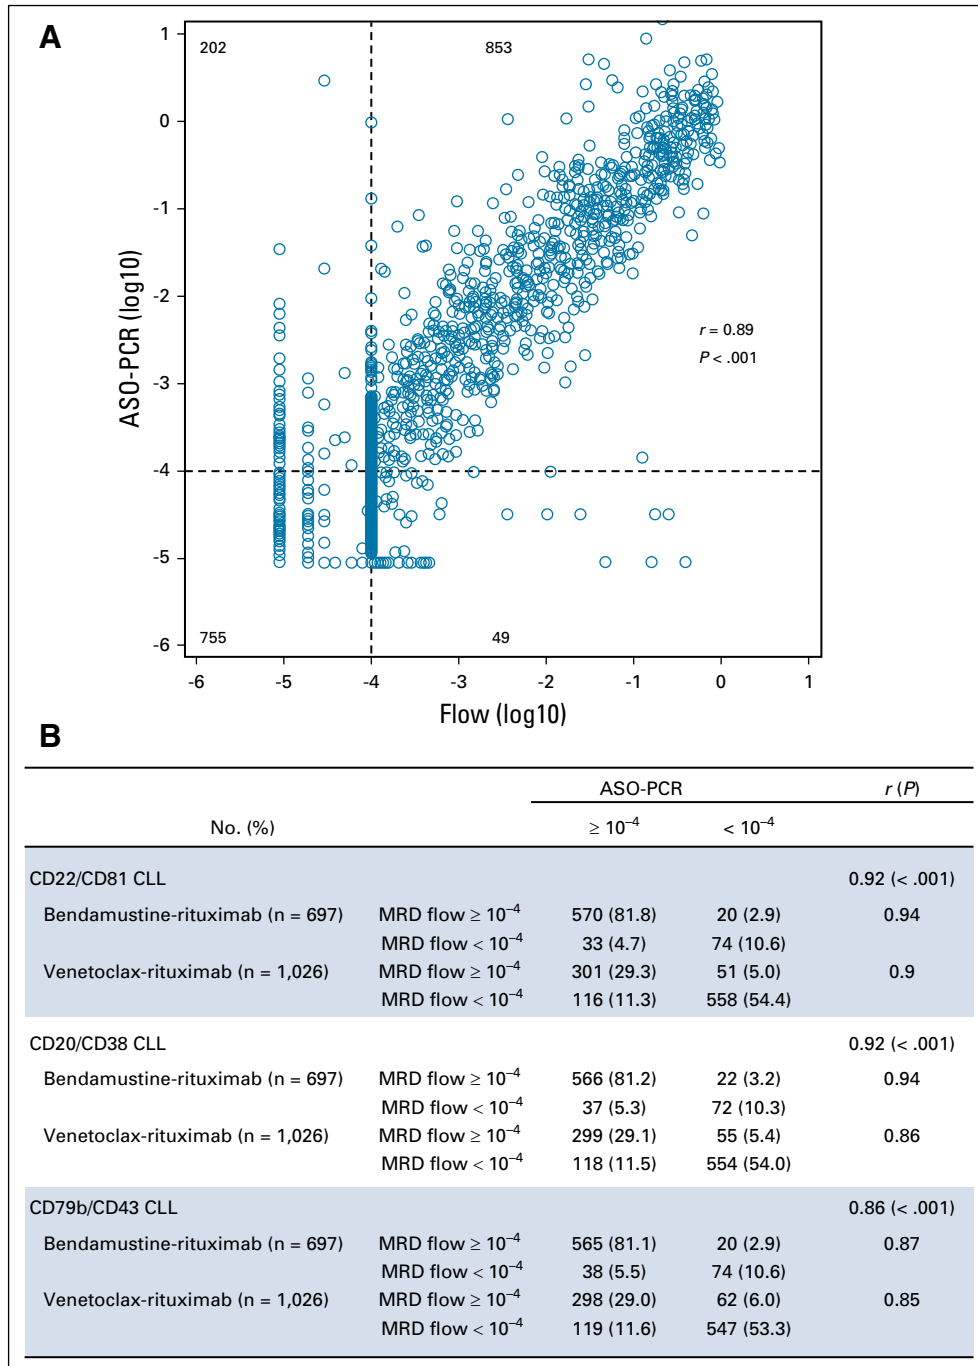 A
202
853
1
0
-1
-2
-3
-4
-5
-6
ASO-PCR (log10)
r = 0.89
P < .001
755
49
-6 -5 -4 -3 -2 -1 0 1
Flow (log10)
B
ASO-PCR r (P)
No. (%) ≥ 10⁻⁴ < 10⁻⁴
CD22/CD81 CLL 0.92 (< .001)
Bendamustine-rituximab (n = 697) MRD flow ≥ 10⁻⁴ 570 (81.8) 20 (2.9) 0.94
MRD flow < 10⁻⁴ 33 (4.7) 74 (10.6)
Venetoclax-rituximab (n = 1,026) MRD flow ≥ 10⁻⁴ 301 (29.3) 51 (5.0) 0.9
MRD flow < 10⁻⁴ 116 (11.3) 558 (54.4)
CD20/CD38 CLL 0.92 (< .001)
Bendamustine-rituximab (n = 697) MRD flow ≥ 10⁻⁴ 566 (81.2) 22 (3.2) 0.94
MRD flow < 10⁻⁴ 37 (5.3) 72 (10.3)
Venetoclax-rituximab (n = 1,026) MRD flow ≥ 10⁻⁴ 299 (29.1) 55 (5.4) 0.86
MRD flow < 10⁻⁴ 118 (11.5) 554 (54.0)
CD79b/CD43 CLL 0.86 (< .001)
Bendamustine-rituximab (n = 697) MRD flow ≥ 10⁻⁴ 565 (81.1) 20 (2.9) 0.87
MRD flow < 10⁻⁴ 38 (5.5) 74 (10.6)
Venetoclax-rituximab (n = 1,026) MRD flow ≥ 10⁻⁴ 298 (29.0) 62 (6.0) 0.85
MRD flow < 10⁻⁴ 119 (11.6) 547 (53.3)